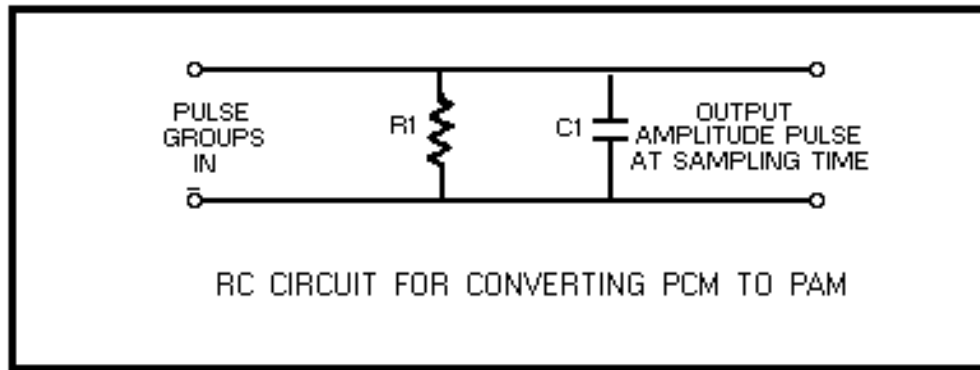 PULSE
GROUPS
IN
R1
C1
OUTPUT
AMPLITUDE PULSE
AT SAMPLING TIME
RC CIRCUIT FOR CONVERTING PCM TO PAM